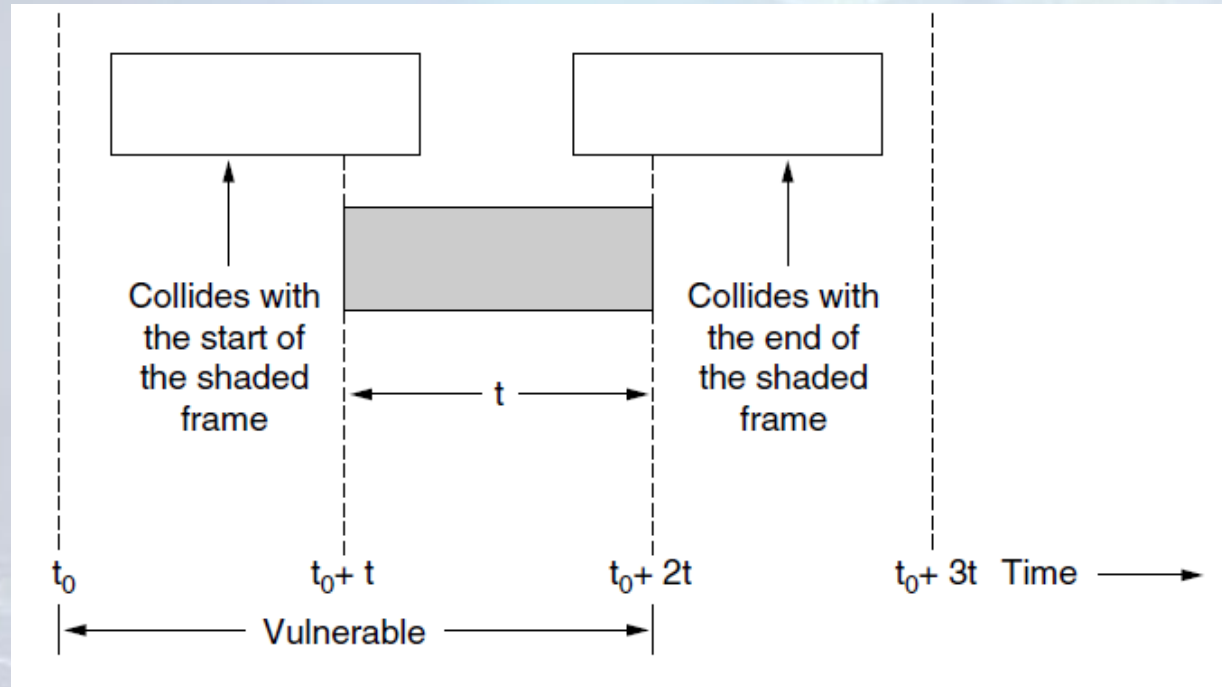 Collides with
the start of
the shaded
frame
t
Collides with
the end of
the shaded
frame
t₀
t₀+ t
t₀+ 2t
t₀+ 3t
Time
Vulnerable